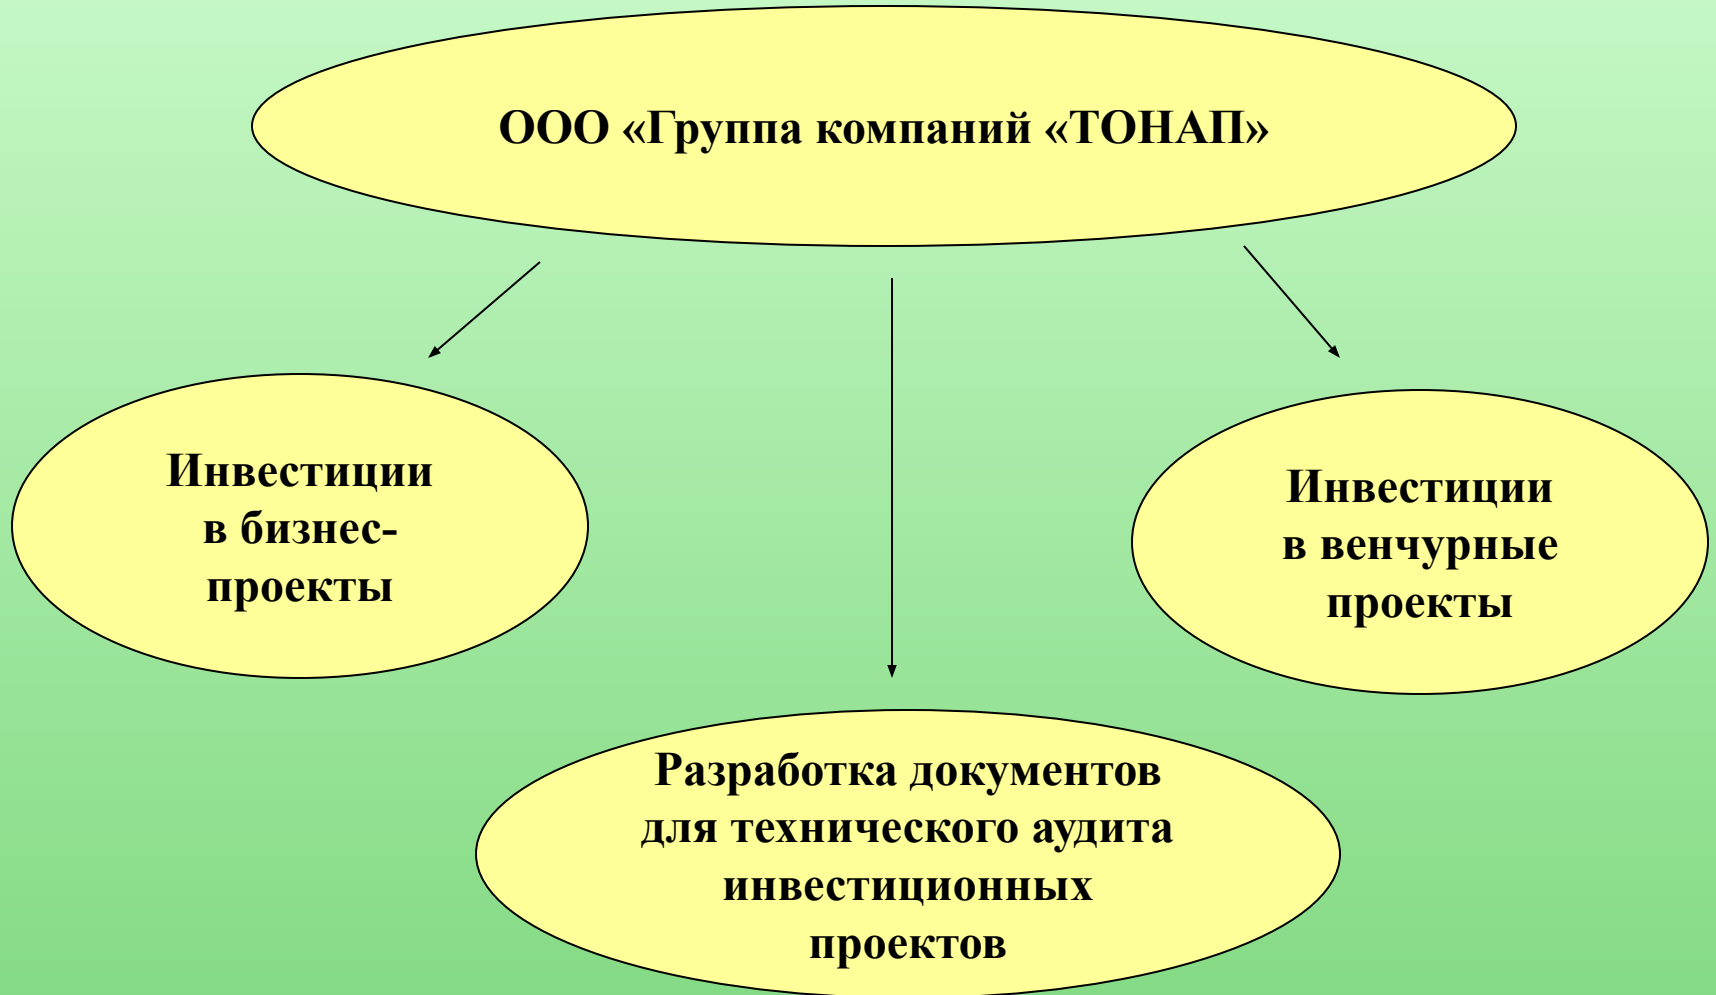 ООО «Группа компаний «ТОНАП»
Инвестиции
в бизнес-
проекты
Инвестиции
в венчурные
проекты
Разработка документов
для технического аудита
инвестиционных
проектов